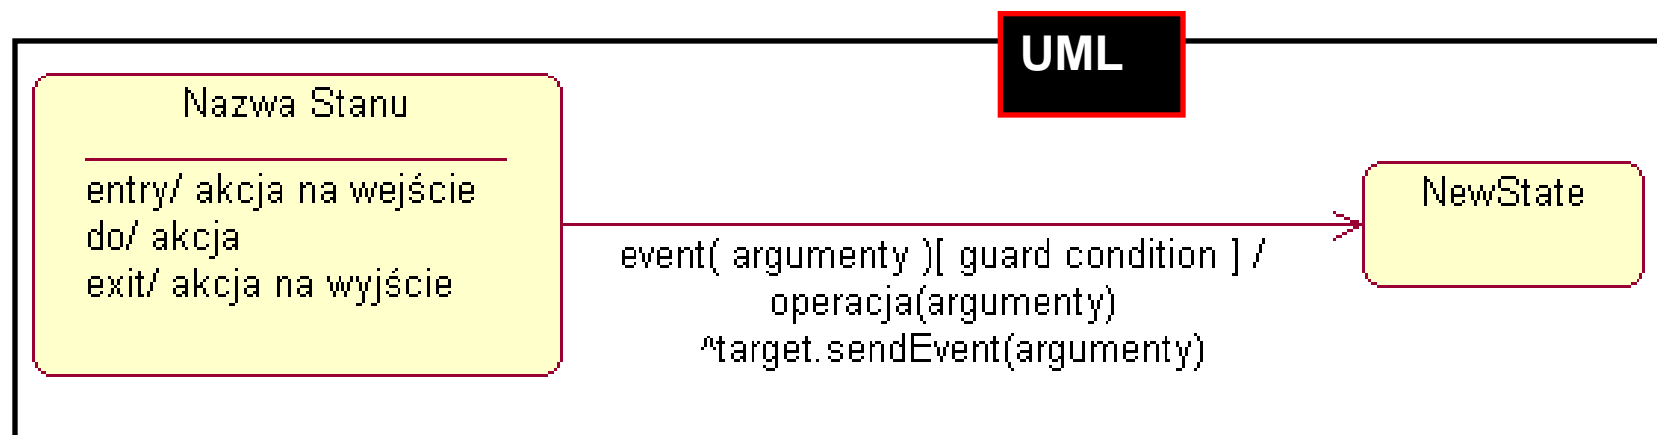 UML
Nazwa Stanu
entry/ akcja na wejście
do/ akcja
exit/ akcja na wyjście
event( argumenty )[ guard condition ] /
operacja(argumenty)
^target.sendEvent(argumenty)
NewState